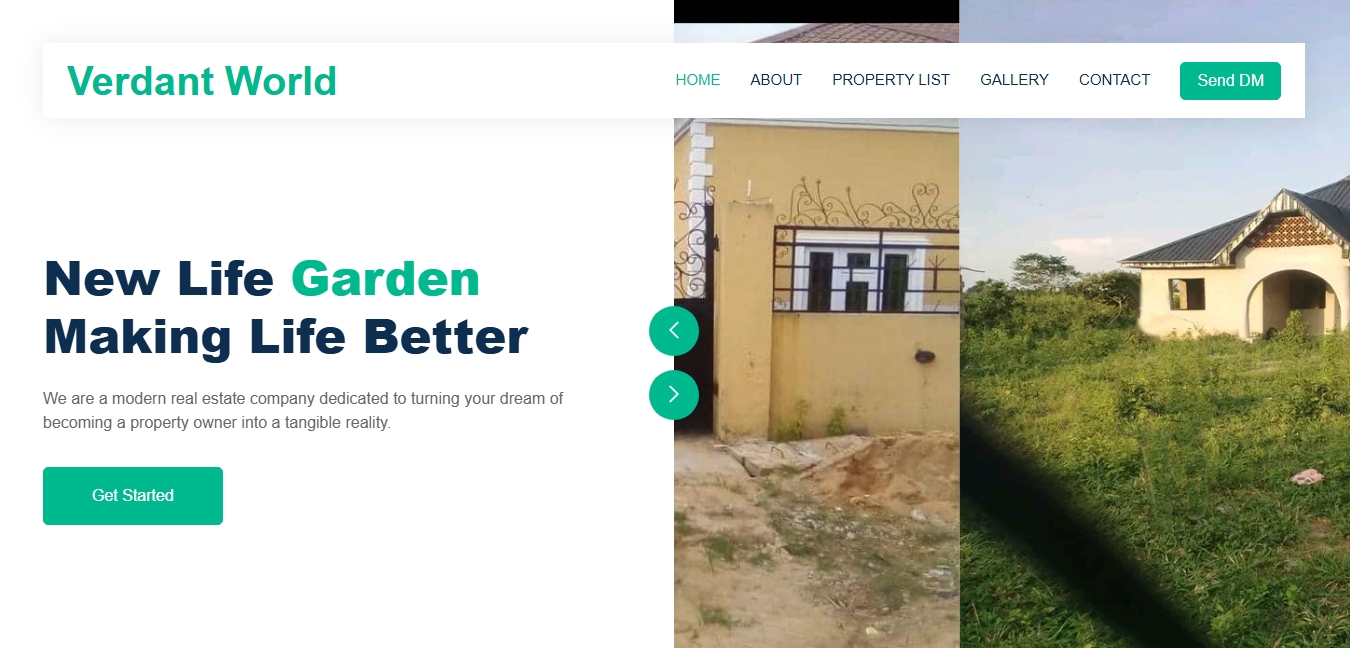 Verdant World
HOME ABOUT PROPERTY LIST GALLERY CONTACT Send DM
New Life Garden
Making Life Better
We are a modern real estate company dedicated to turning your dream of
becoming a property owner into a tangible reality.
Get Started